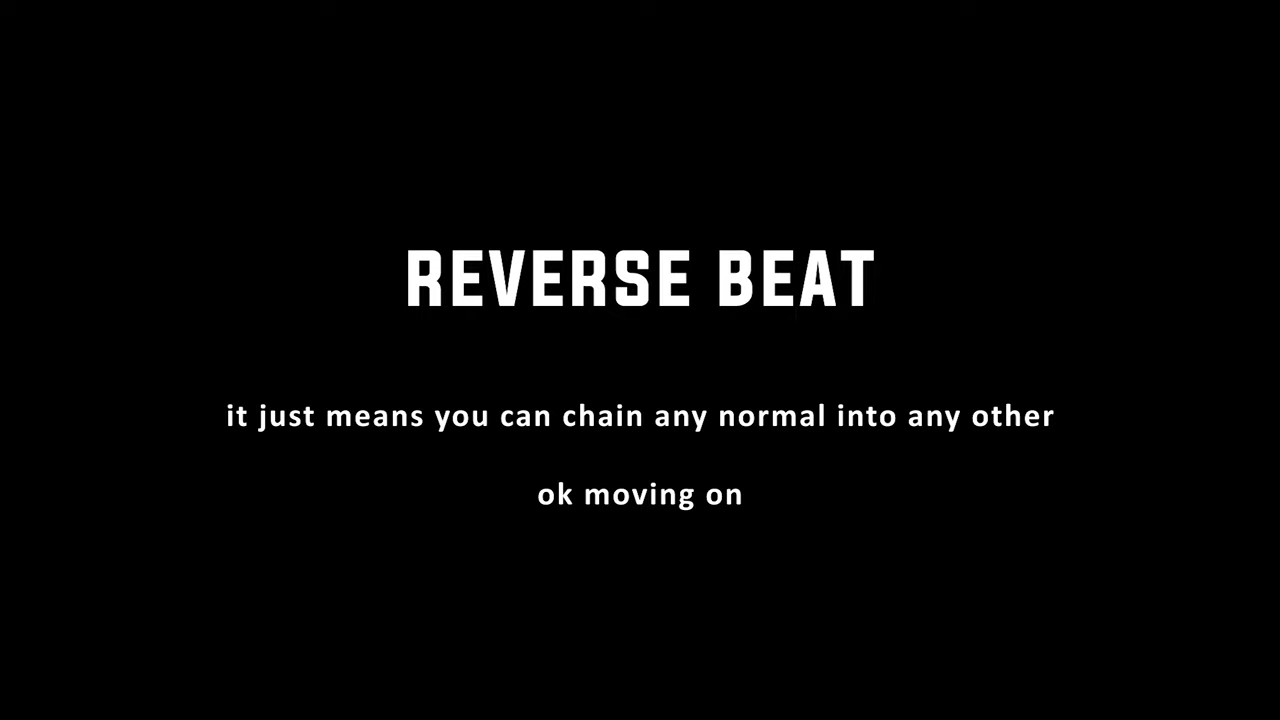 REVERSE BEAT
it just means you can chain any normal into any other
ok moving on